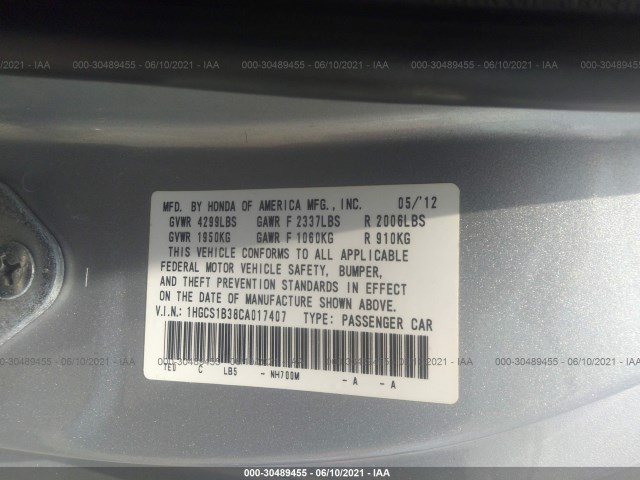 000-30489455 - 06/10/2021 - IAA
MFD. BY HONDA OF AMERICA MFG., INC. 05/'12
GVWR 4299LBS GAWR F 2337LBS R 2006LBS
GVWR 1950KG GAWR F 1060KG R 910KG
THIS VEHICLE CONFORMS TO ALL APPLICABLE
FEDERAL MOTOR VEHICLE SAFETY, BUMPER,
AND THEFT PREVENTION STANDARDS IN EFFECT
ON THE DATE OF MANUFACTURE SHOWN ABOVE.
V.I.N.: 1HGCS1B38CA017407 TYPE: PASSENGER CAR
TE0 C LB5 - NH700M - A - A
000-30489455 - 06/10/2021 - IAA